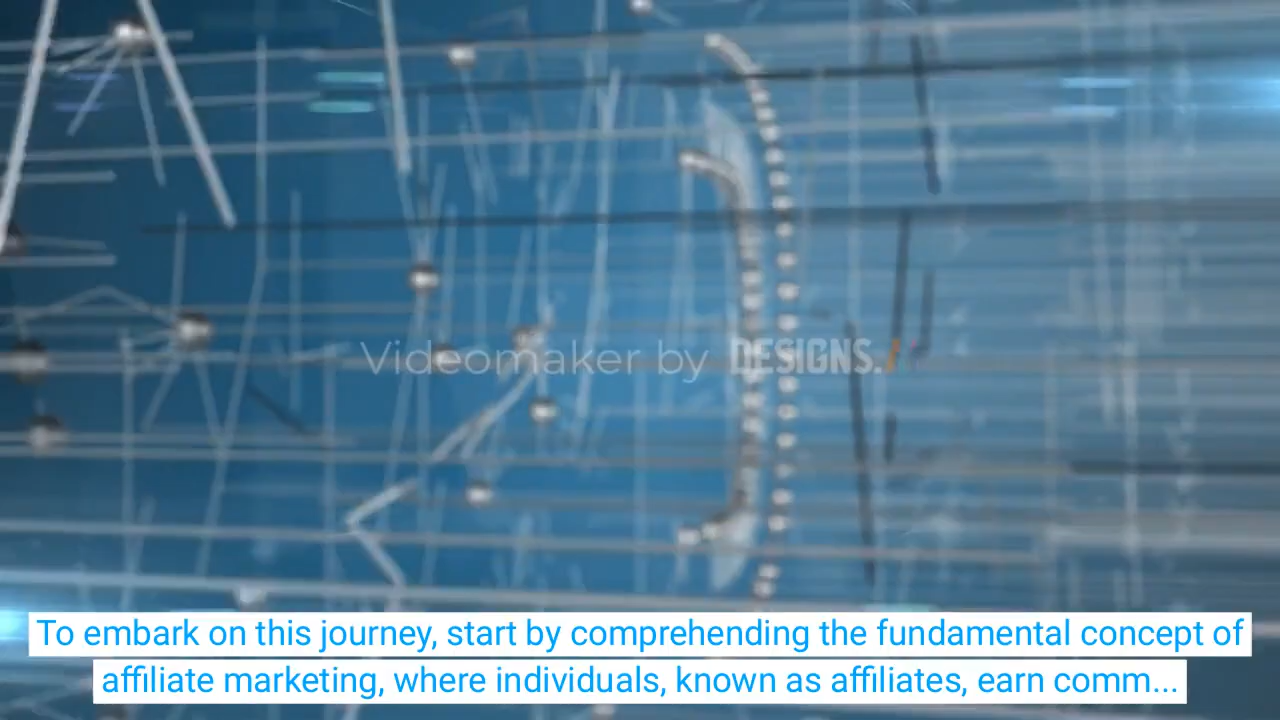 Videomaker by DESIGNS.
To embark on this journey, start by comprehending the fundamental concept of
affiliate marketing, where individuals, known as affiliates, earn comm...